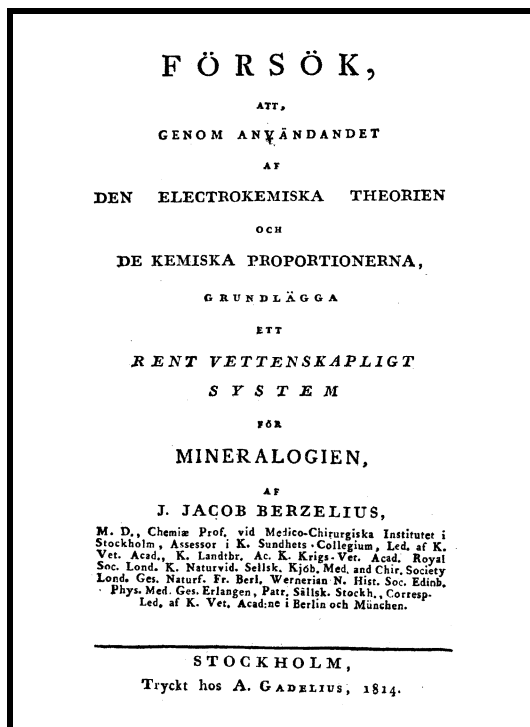 FÖRSÖK,
ATT,
GENOM ANVÄNDANDET
AF
DEN ELECTROKEMISKA THEORIEN
OCH
DE KEMISKA PROPORTIONERNA,
GRUNDLÄGGA
ETT
RENT VETTENSKAPLIGT
SYSTEM
FÖR
MINERALOGIEN,
AF
J. JACOB BERZELIUS,
M. D., Chemiæ Prof. vid Medico-Chirurgiska Institutet i
Stockholm, Assessor i K. Sundhets-Collegium, Led. af K.
Vet. Acad., K. Landtbr. Ac. K. Krigs-Vet. Acad. Royal
Soc. Lond. K. Naturvid. Sellsk. Kjöb. Med. and Chir. Society
Lond. Ges. Naturf. Fr. Berl. Wernerian N. Hist. Soc. Edinb.
Phys. Med. Ges. Erlangen, Patr. Sällsk. Stockh., Corresp-
Led. af K. Vet. Acad:ne i Berlin och München.
STOCKHOLM,
Tryckt hos A. GADELIUS, 1814.